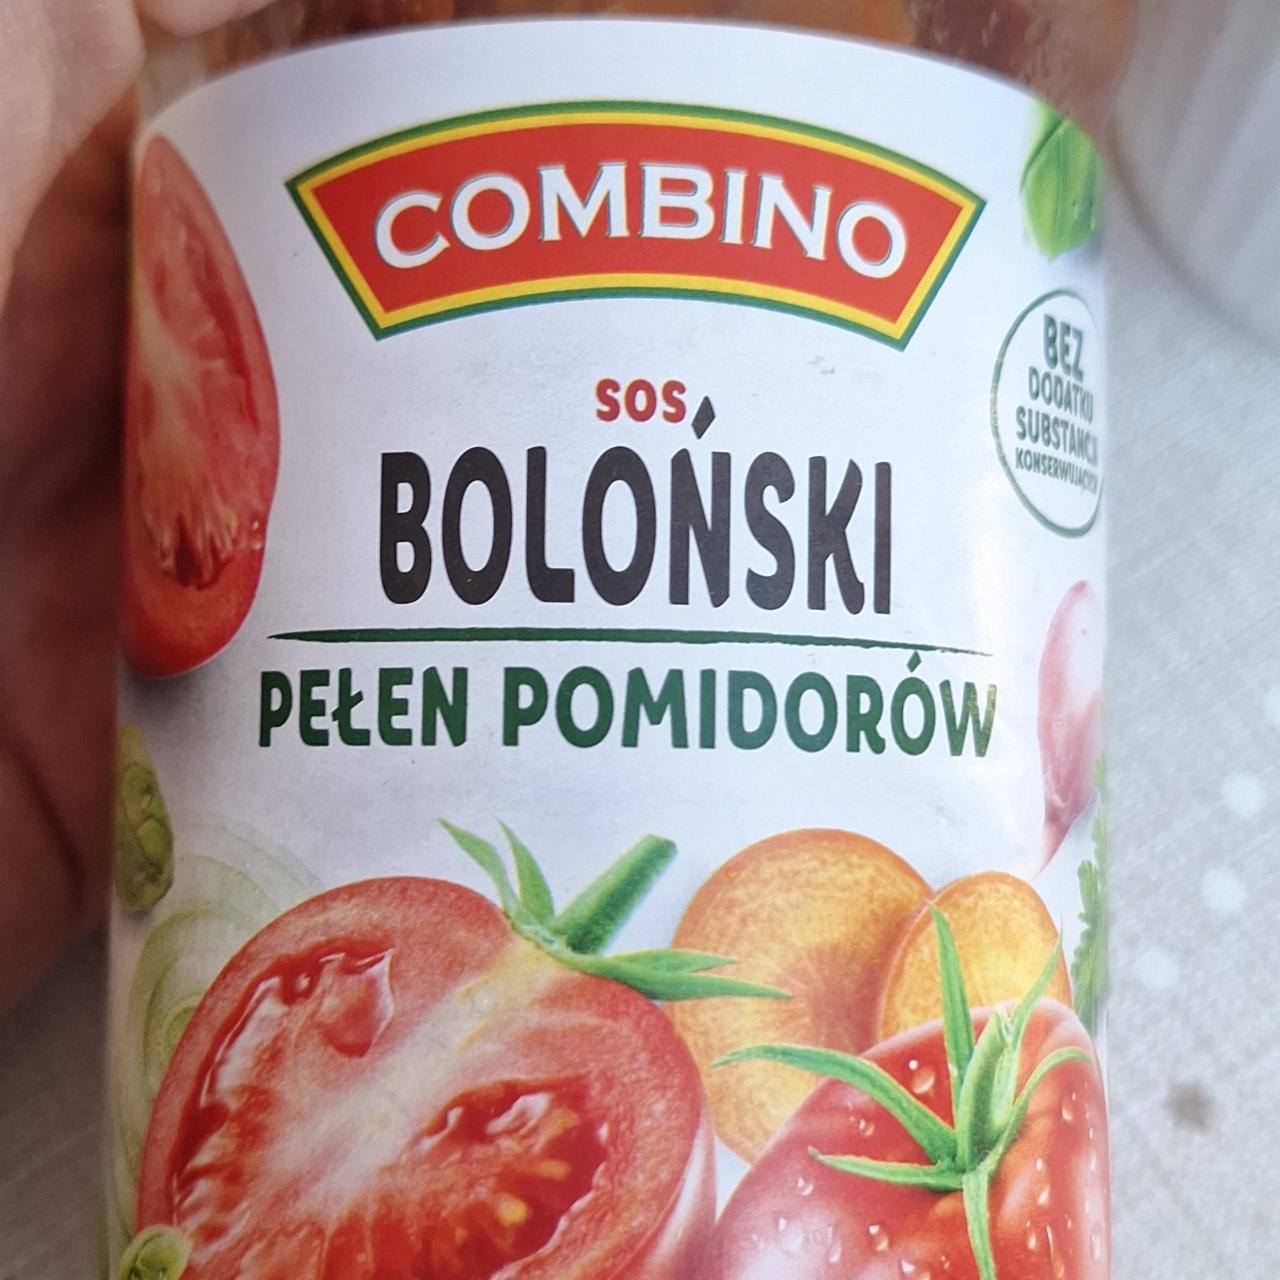 COMBINO
SOS
BOLOŃSKI
PEŁEN POMIDORÓW
BEZ
DODATKU
SUBSTANCJI
KONSERWUJĄCYCH